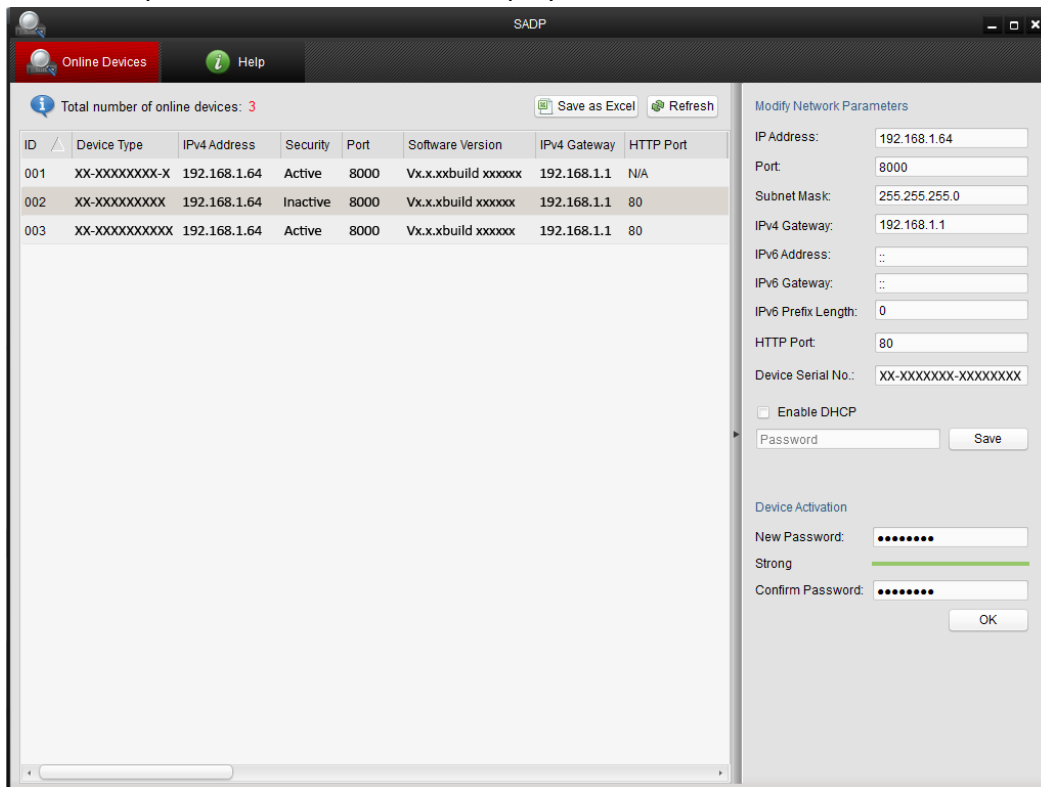 SADP
Online Devices
Help
Total number of online devices: 3
Save as Excel
Refresh
ID Device Type IPv4 Address Security Port Software Version IPv4 Gateway HTTP Port
001 XX-XXXXXXXX-X 192.168.1.64 Active 8000 Vx.x.xxbuild xxxxxx 192.168.1.1 N/A
002 XX-XXXXXXXXX 192.168.1.64 Inactive 8000 Vx.x.xbuild xxxxxx 192.168.1.1 80
003 XX-XXXXXXXXXX 192.168.1.64 Active 8000 Vx.x.xbuild xxxxxx 192.168.1.1 80
Modify Network Parameters
IP Address: 192.168.1.64
Port: 8000
Subnet Mask: 255.255.255.0
IPv4 Gateway: 192.168.1.1
IPv6 Address: ::
IPv6 Gateway: ::
IPv6 Prefix Length: 0
HTTP Port: 80
Device Serial No.: XX-XXXXXXX-XXXXXXXX
Enable DHCP
Password Save
Device Activation
New Password: ●●●●●●●●
Strong
Confirm Password: ●●●●●●●●
OK